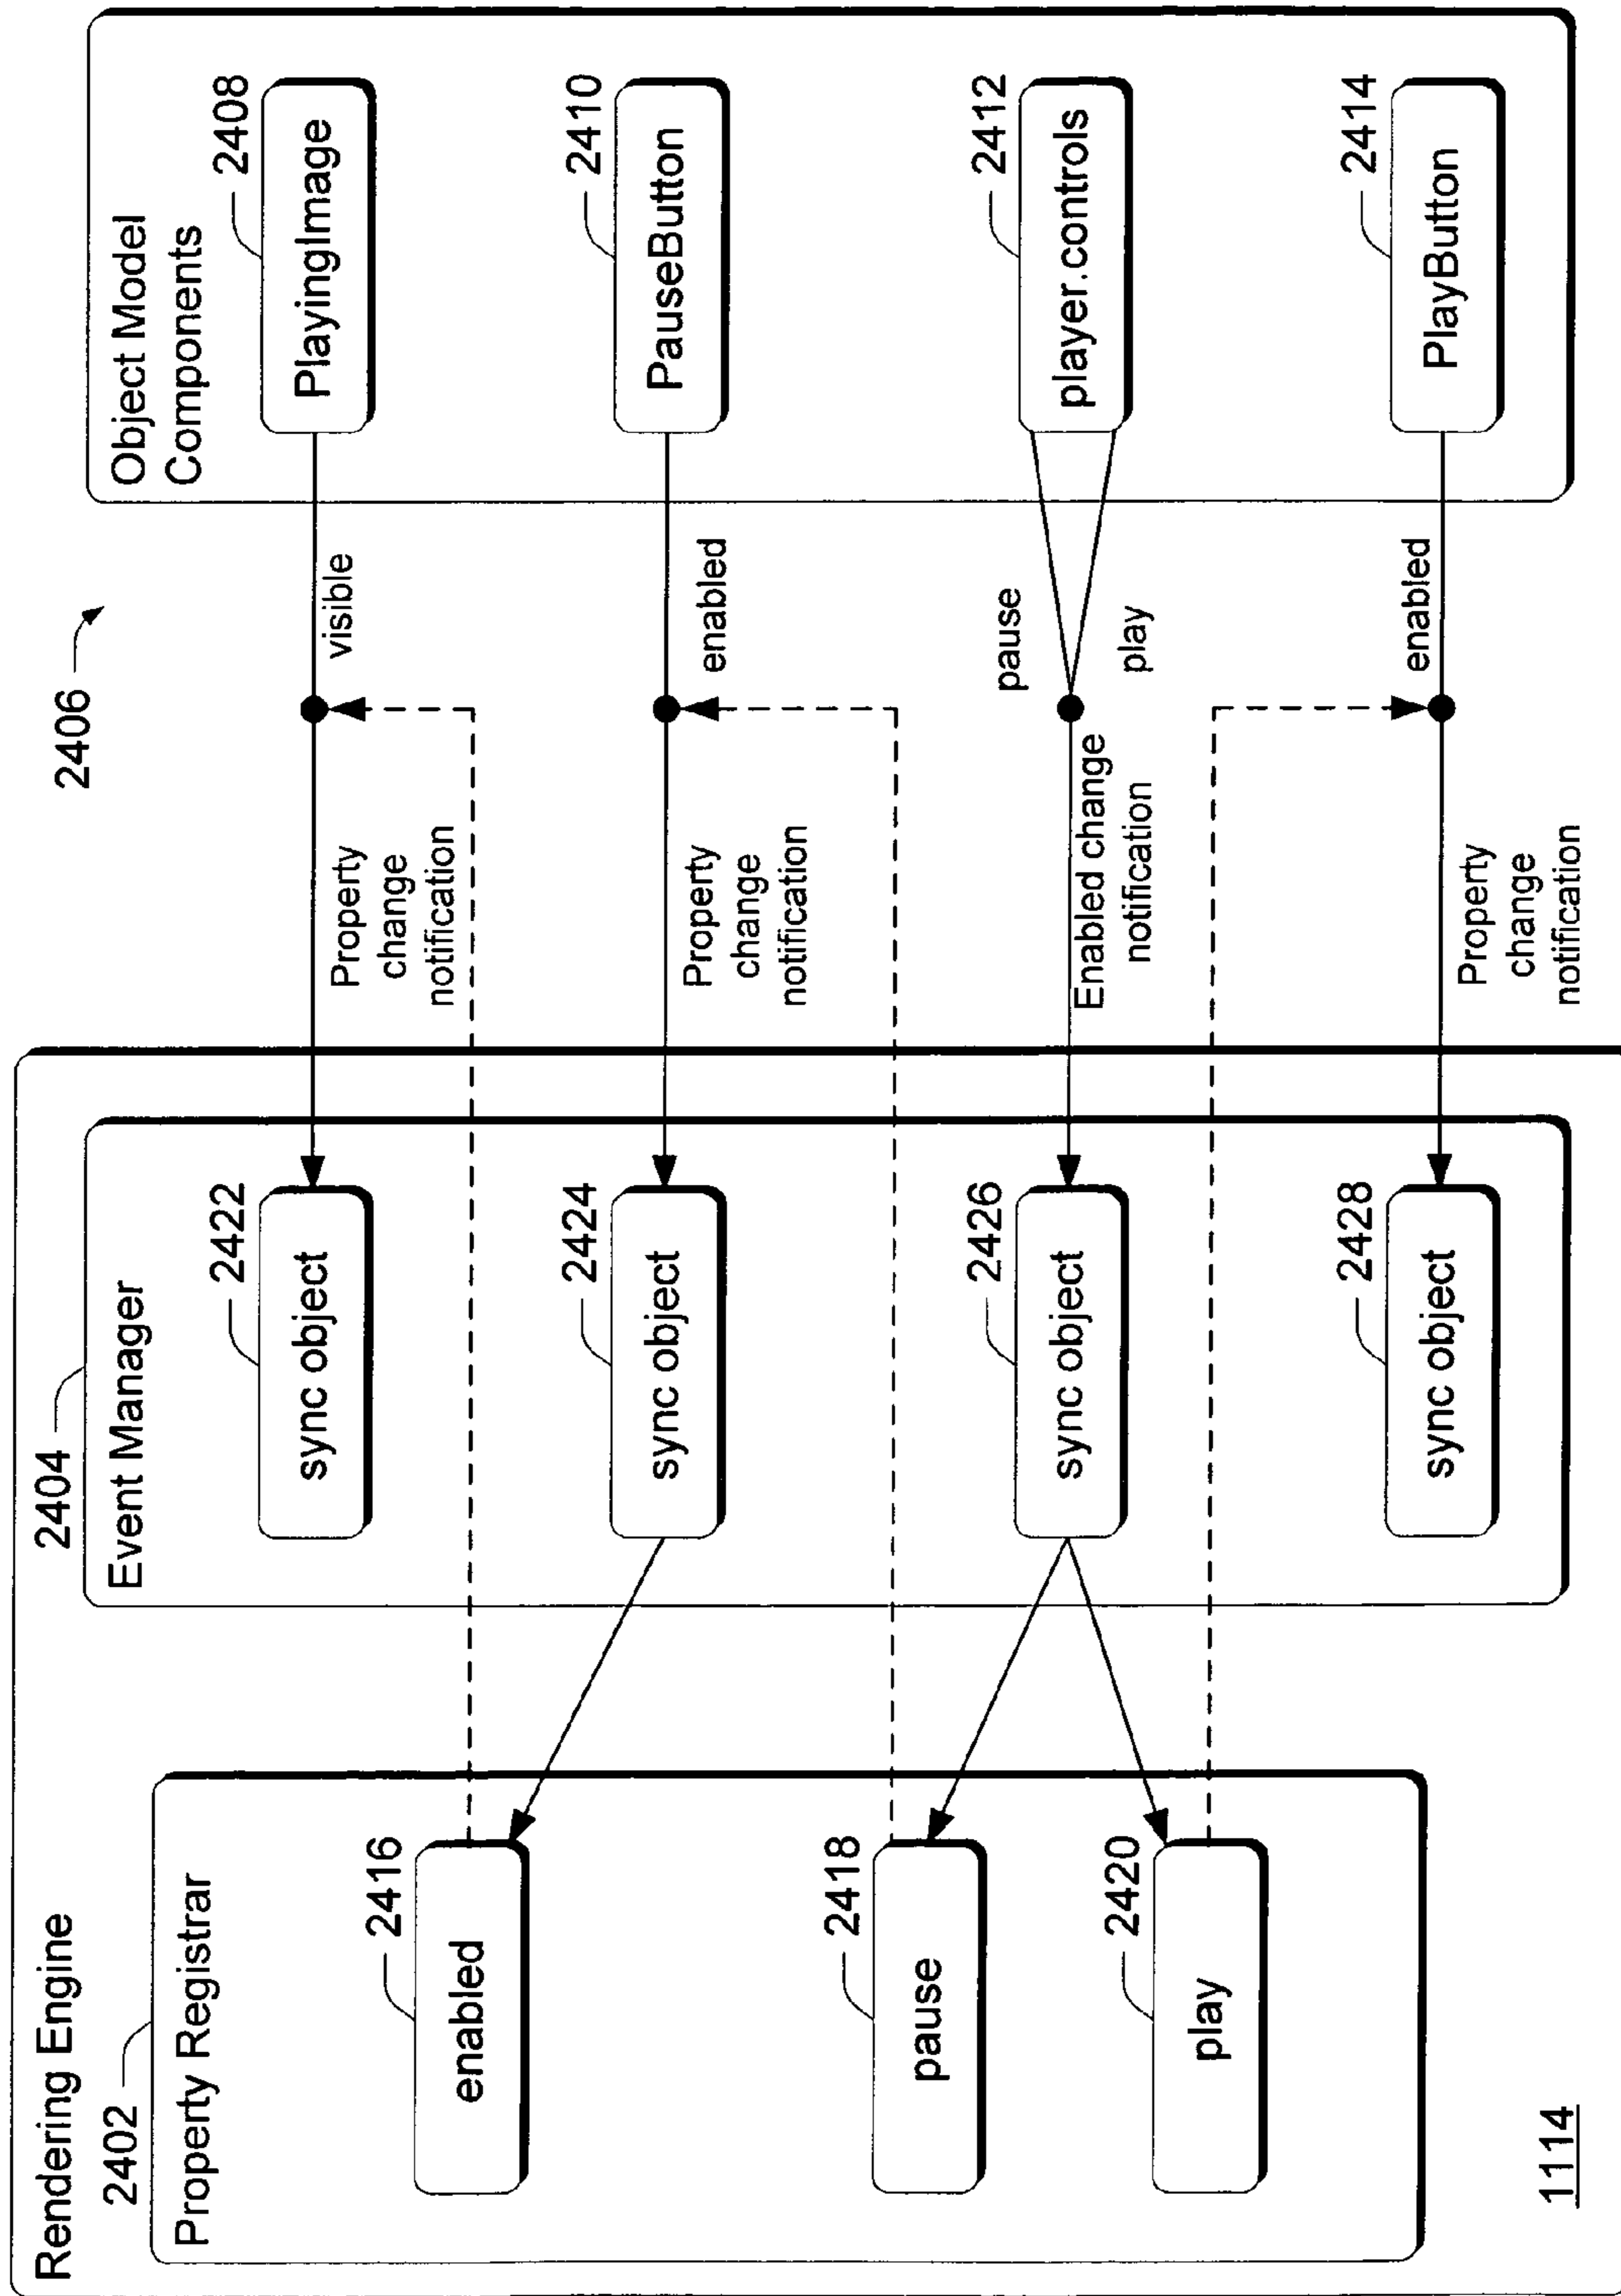 Rendering Engine
2402
Property Registrar
2416
enabled
2418
pause
2420
play
1114
2404
Event Manager
2422
sync object
2424
sync object
2426
sync object
2428
sync object
2406
visible
Property
change
notification
enabled
Property
change
notification
pause
play
Enabled change
notification
enabled
Property
change
notification
Object Model
Components
2408
PlayingImage
2410
PauseButton
2412
player.controls
2414
PlayButton